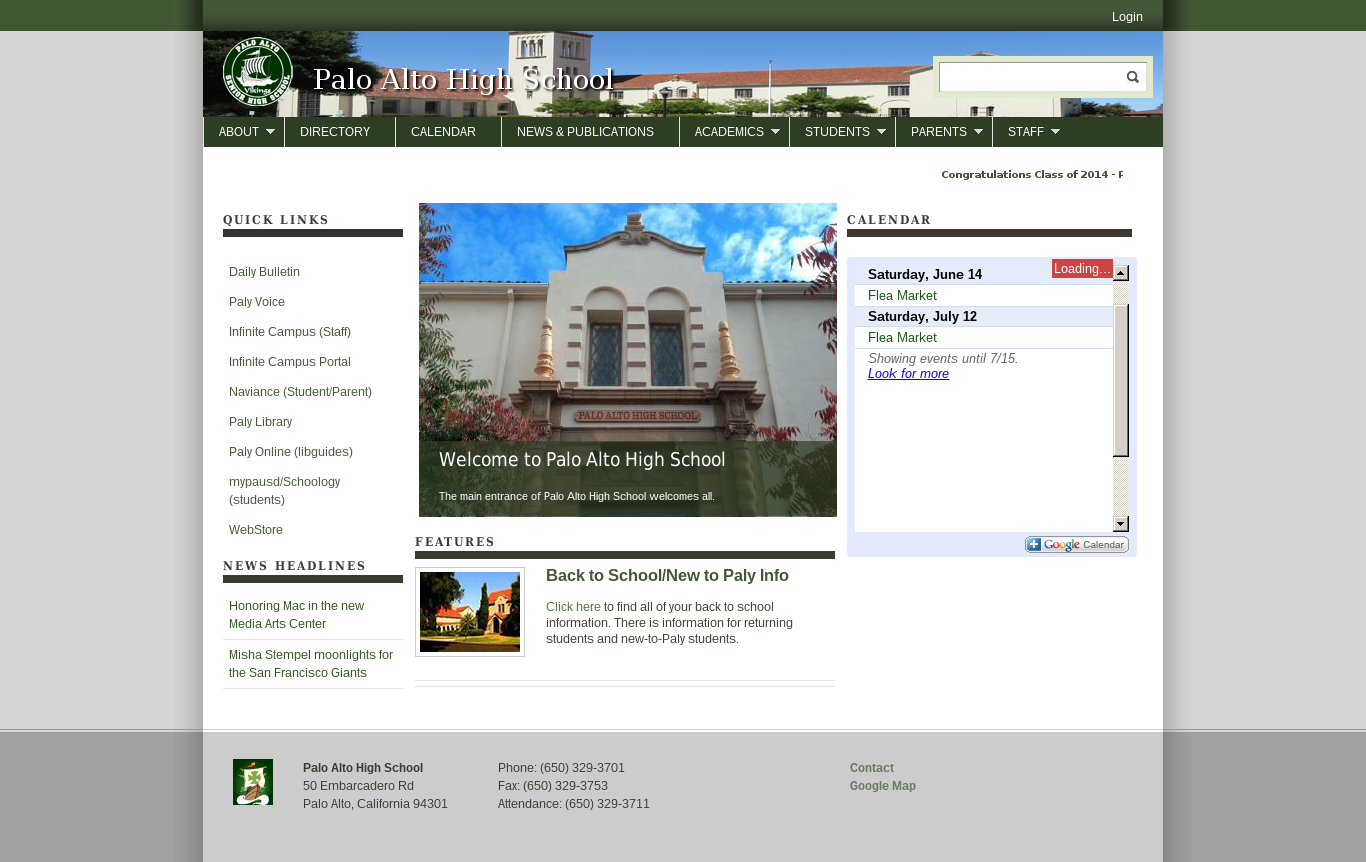 Login
PALO ALTO
Vikings
SENIOR HIGH SCHOOL
Palo Alto High School
ABOUT
DIRECTORY
CALENDAR
NEWS & PUBLICATIONS
ACADEMICS
STUDENTS
PARENTS
STAFF
Congratulations Class of 2014 -
QUICK LINKS
Daily Bulletin
Paly Voice
Infinite Campus (Staff)
Infinite Campus Portal
Naviance (Student/Parent)
Paly Library
Paly Online (libguides)
mypausd/Schoology
(students)
WebStore
NEWS HEADLINES
Honoring Mac in the new
Media Arts Center
Misha Stempel moonlights for
the San Francisco Giants
PALO ALTO HIGH SCHOOL
Welcome to Palo Alto High School
The main entrance of Palo Alto High School welcomes all.
FEATURES
Back to School/New to Paly Info
Click here to find all of your back to school
information. There is information for returning
students and new-to-Paly students.
CALENDAR
Loading...
Saturday, June 14
Flea Market
Saturday, July 12
Flea Market
Showing events until 7/15.
Look for more
Google Calendar
Palo Alto High School
50 Embarcadero Rd
Palo Alto, California 94301
Phone: (650) 329-3701
Fax: (650) 329-3753
Attendance: (650) 329-3711
Contact
Google Map